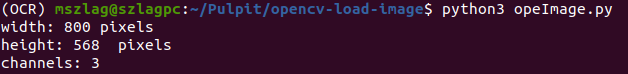 (OCR) mszlag@szlagpc:~/Pulpit/opencv-load-image$ python3 opeImage.py
width: 800 pixels
height: 568  pixels
channels: 3